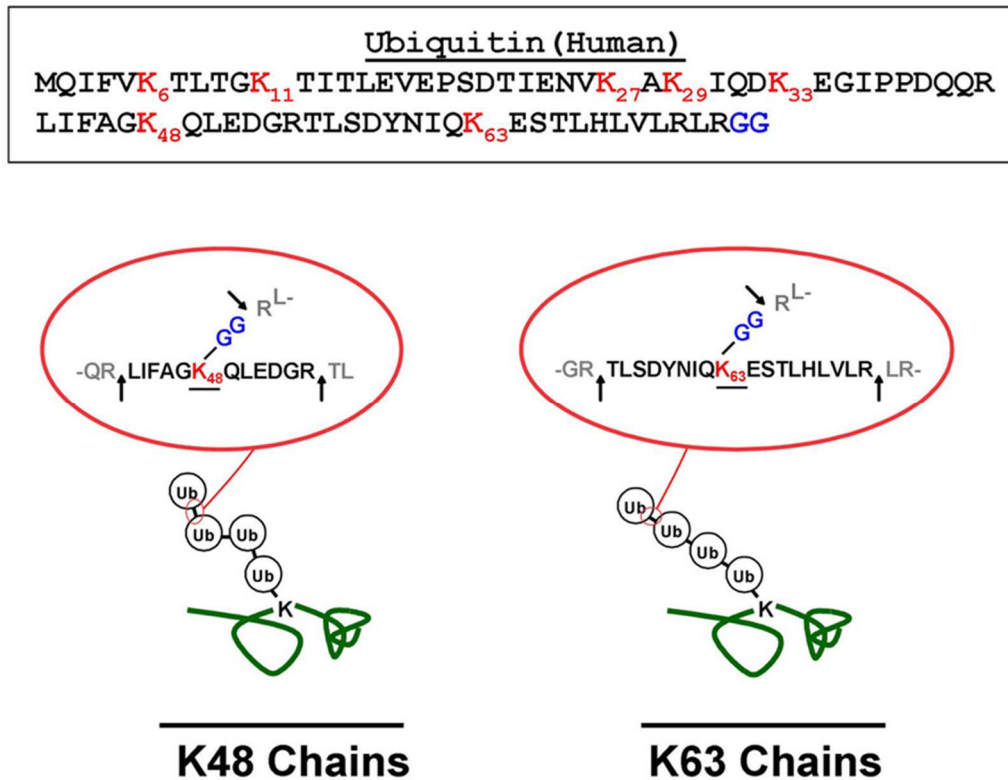 Ubiquitin(Human)
MQIFVK6TLTGK11TITLEVEPSDTIENVK27AK29IQDK33EGIPPDQQR
LIFAGK48QLEDGRTLSDYNIQK63ESTLHLVLRLRGG
GG RL-
-QR LIFAGK48QLEDGR TL
GG RL-
-GR TLSDYNIQK63ESTLHLVLR LR-
Ub
Ub Ub
Ub
K
Ub
Ub
Ub
Ub
K
K48 Chains
K63 Chains